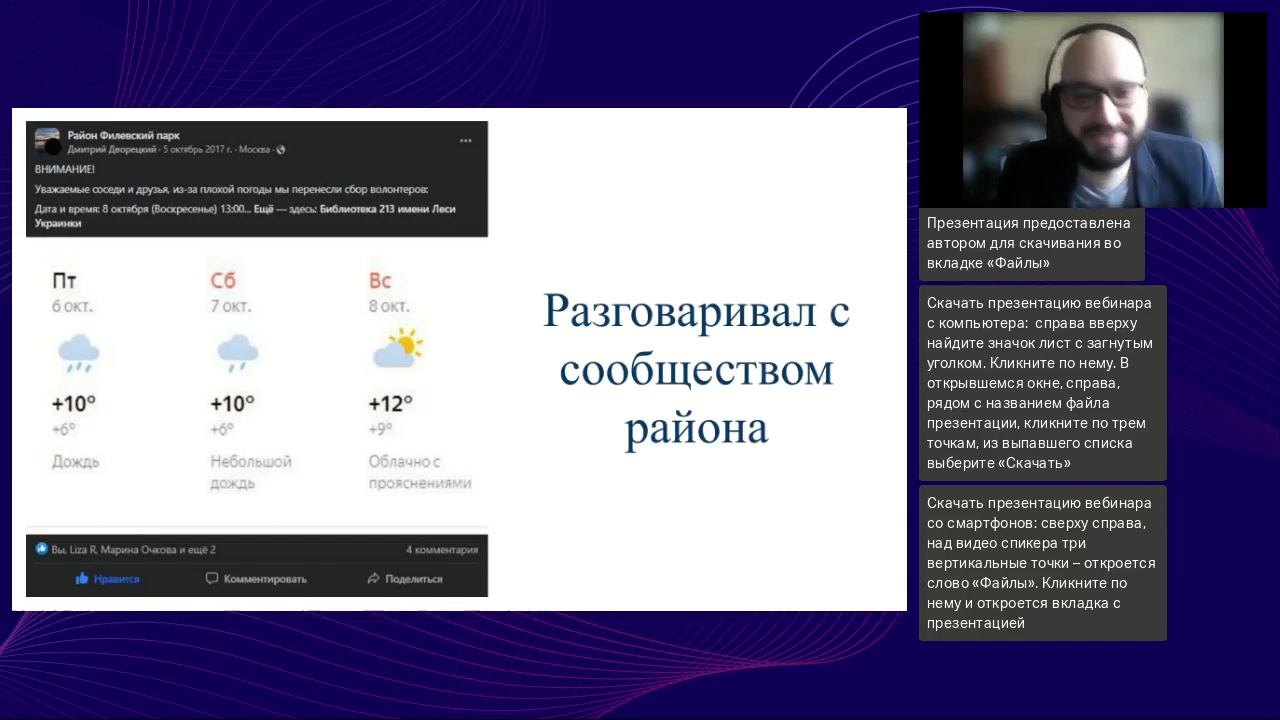 Район Филевский парк
Дмитрий Дворецкий · 5 октябрь 2017 г. · Москва ·
ВНИМАНИЕ!
Уважаемые соседи и друзья, из-за плохой погоды мы перенесли сбор волонтеров:
Дата и время: 8 октября (Воскресенье) 13:00... Ещё — здесь: Библиотека 213 имени Леси
Украинки
Пт
6 окт.
+10°
+6°
Дождь
Сб
7 окт.
+10°
+6°
Небольшой
дождь
Вс
8 окт.
+12°
+9°
Облачно с
прояснениями
Вы, Liza R, Марина Очкова и ещё 2
4 комментария
Нравится
Комментировать
Поделиться
Разговаривал с
сообществом
района
Презентация предоставлена
автором для скачивания во
вкладке «Файлы»
Скачать презентацию вебинара
с компьютера: справа вверху
найдите значок лист с загнутым
уголком. Кликните по нему. В
открывшемся окне, справа,
рядом с названием файла
презентации, кликните по трем
точкам, из выпавшего списка
выберите «Скачать»
Скачать презентацию вебинара
со смартфонов: сверху справа,
над видео спикера три
вертикальные точки – откроется
слово «Файлы». Кликните по
нему и откроется вкладка с
презентацией